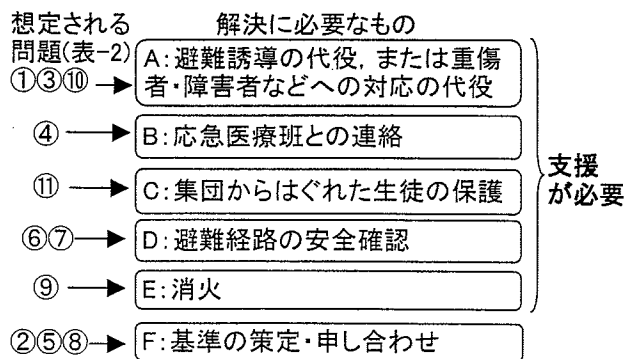 想定される 解決に必要なもの
問題(表-2)
①③⑩ → A:避難誘導の代役,または重傷
者・障害者などへの対応の代役
④ → B:応急医療班との連絡
⑪ → C:集団からはぐれた生徒の保護
⑥⑦ → D:避難経路の安全確認
⑨ → E:消火
②⑤⑧ → F:基準の策定・申し合わせ
支援
が必要